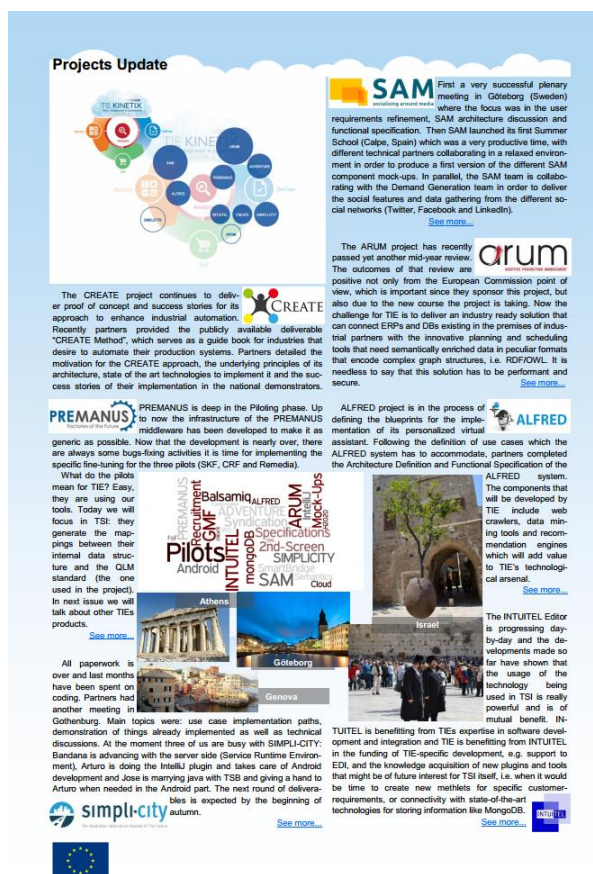 Projects Update
TIE KINETIX
TIE KINETIX
SAM
ARUM
ADVENTURE
PREMANUS
ALFRED
INTUITEL
CREATE
SIMPLI-CITY
SAM
socialising around media
First a very successful plenary
meeting in Göteborg (Sweden)
where the focus was in the user
requirements refinement, SAM architecture discussion and
functional specification. Then SAM launched its first Summer
School (Calpe, Spain) which was a very productive time, with
different technical partners collaborating in a relaxed environ-
ment in order to produce a first version of the different SAM
component mock-ups. In parallel, the SAM team is collabo-
rating with the Demand Generation team in order to deliver
the social features and data gathering from the different so-
cial networks (Twitter, Facebook and LinkedIn).
See more...
The ARUM project has recently
passed yet another mid-year review.
The outcomes of that review are
positive not only from the European Commission point of
view, which is important since they sponsor this project, but
also due to the new course the project is taking. Now the
challenge for TIE is to deliver an industry ready solution that
can connect ERPs and DBs existing in the premises of indus-
trial partners with the innovative planning and scheduling
tools that need semantically enriched data in peculiar formats
that encode complex graph structures, i.e. RDF/OWL. It is
needless to say that this solution has to be performant and
secure.
See more...
arum
ADAPTIVE PRODUCTION MANAGEMENT
The CREATE project continues to deliv-
er proof of concept and success stories for its
approach to enhance industrial automation.
Recently partners provided the publicly available deliverable
“CREATE Method”, which serves as a guide book for industries that
desire to automate their production systems. Partners detailed the
motivation for the CREATE approach, the underlying principles of its
architecture, state of the art technologies to implement it and the suc-
cess stories of their implementation in the national demonstrators.
CREATE
PREMANUS
Factories of the Future
PREMANUS is deep in the Piloting phase. Up
to now the infrastructure of the PREMANUS
middleware has been developed to make it as
generic as possible. Now that the development is nearly over, there
are always some bugs-fixing activities it is time for implementing the
specific fine-tuning for the three pilots (SKF, CRF and Remedia).
What do the pilots
mean for TIE? Easy,
they are using our
tools. Today we will
focus in TSI: they
generate the map-
pings between their
internal data struc-
ture and the QLM
standard (the one
used in the project).
In next issue we will
talk about other TIEs
products.
See more...
Recruitment
PREMANUS
GMF
Balsamiq
ALFRED
ADVENTURE
Syndication
ARUM
IntelliJ
Mock-Ups
H2020
FoF
Pilots
Specifications
2nd-Screen
SIMPLICITY
Android
INTUITEL
mongoDB
SmartBridge
SAM
Semantics
Cloud
Athens
Göteborg
Genova
Israel
ALFRED project is in the process of
defining the blueprints for the imple-
mentation of its personalized virtual
assistant. Following the definition of use cases which the
ALFRED system has to accommodate, partners completed
the Architecture Definition and Functional Specification of the
ALFRED system.
The components that
will be developed by
TIE include web
crawlers, data min-
ing tools and recom-
mendation engines
which will add value
to TIE's technologi-
cal arsenal.
See more...
ALFRED
All paperwork is
over and last months
have been spent on
coding. Partners had
another meeting in
Gothenburg. Main topics were: use case implementation paths,
demonstration of things already implemented as well as technical
discussions. At the moment three of us are busy with SIMPLI-CITY:
Bandana is advancing with the server side (Service Runtime Environ-
ment), Arturo is doing the IntelliJ plugin and takes care of Android
development and Jose is marrying java with TSB and giving a hand to
Arturo when needed in the Android part. The next round of delivera-
bles is expected by the beginning of
autumn.
See more...
simpli-city
The INTUITEL Editor
is progressing day-
by-day and the de-
velopments made so
far have shown that
the usage of the
technology being
used in TSI is really
powerful and is of
mutual benefit. IN-
TUITEL is benefitting from TIEs expertise in software devel-
opment and integration and TIE is benefitting from INTUITEL
in the funding of TIE-specific development, e.g. support to
EDI, and the knowledge acquisition of new plugins and tools
that might be of future interest for TSI itself, i.e. when it would
be time to create new methlets for specific customer-
requirements, or connectivity with state-of-the-art
technologies for storing information like MongoDB.
See more...
INTUITEL